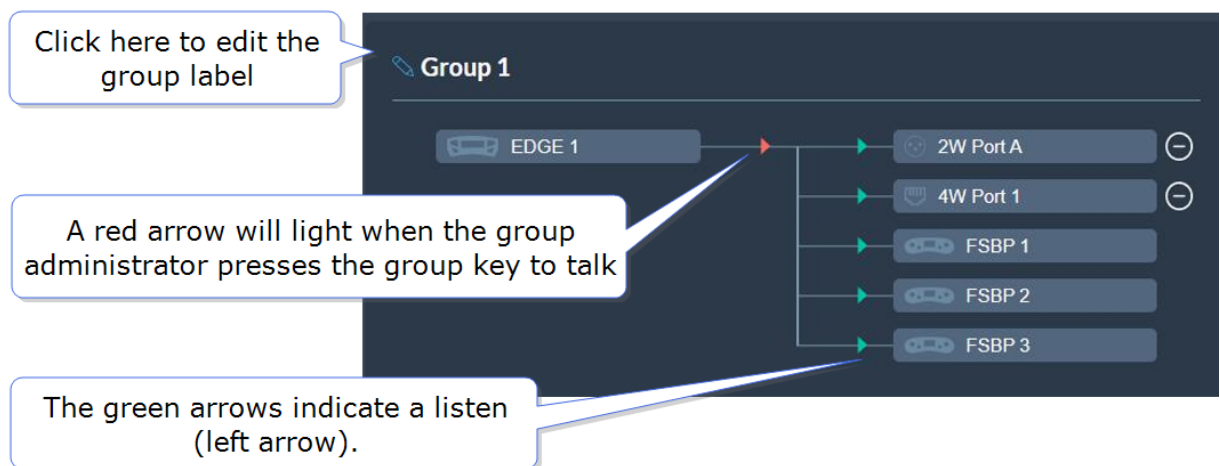 Click here to edit the
group label
Group 1
EDGE 1
2W Port A
4W Port 1
A red arrow will light when the group
administrator presses the group key to talk
FSBP 1
FSBP 2
FSBP 3
The green arrows indicate a listen
(left arrow).